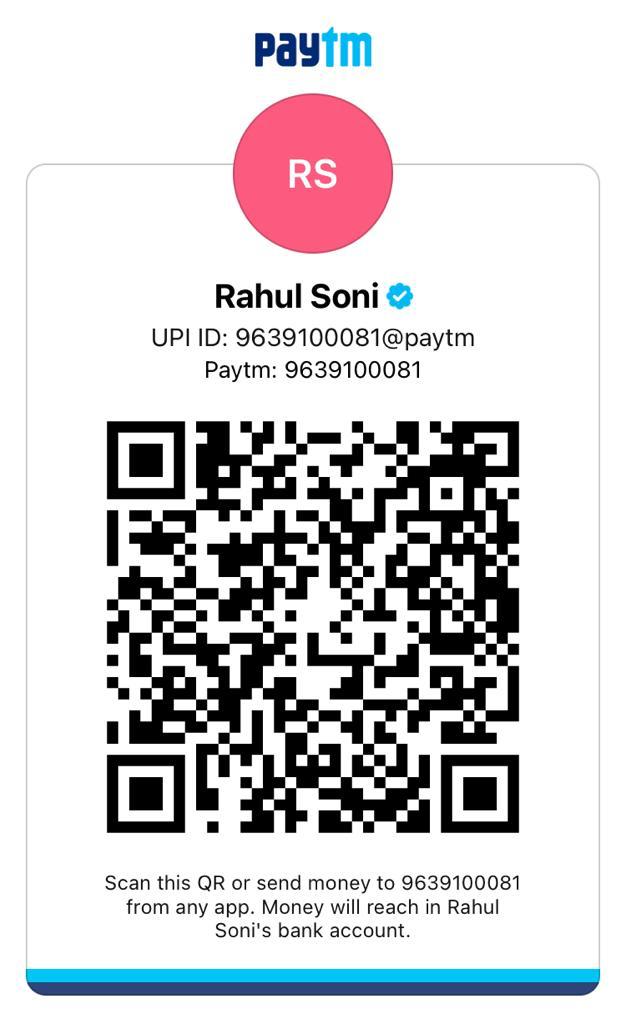 paytm
RS
Rahul Soni
UPI ID: 9639100081@paytm
Paytm: 9639100081
Scan this QR or send money to 9639100081
from any app. Money will reach in Rahul
Soni's bank account.